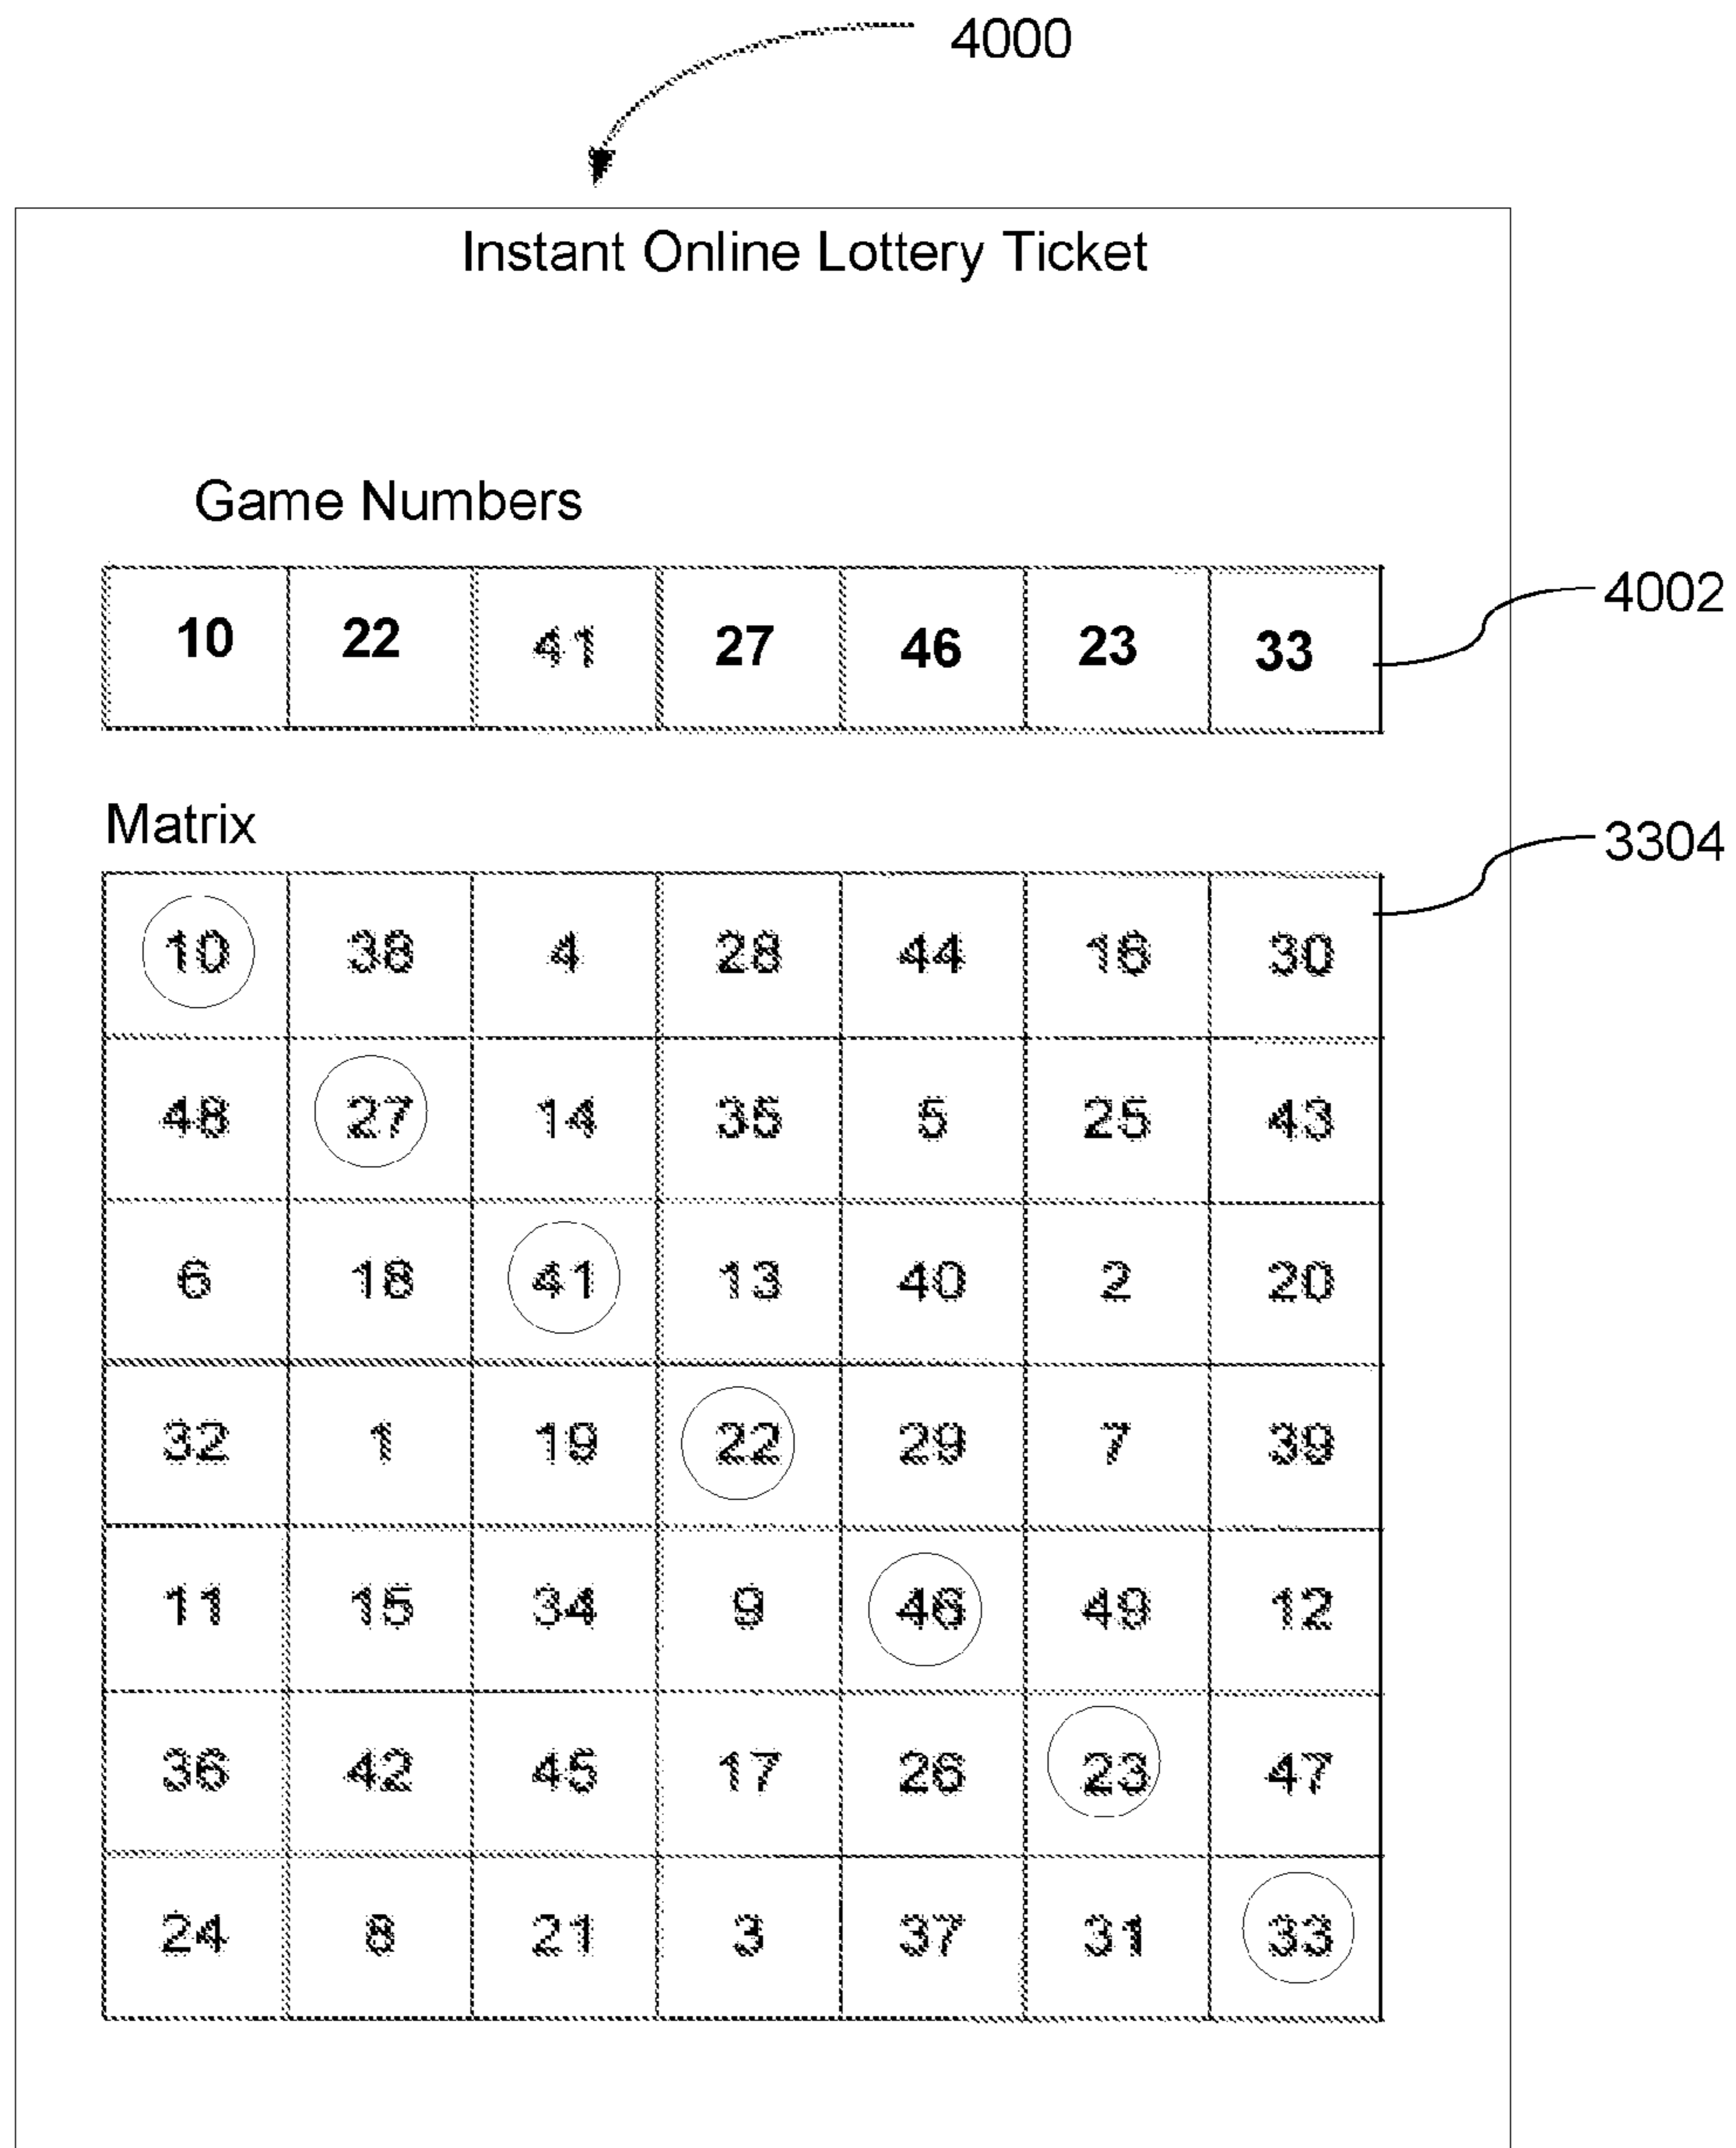 4000
Instant Online Lottery Ticket
Game Numbers
10 22 41 27 46 23 33
4002
Matrix
3304
10 38 4 28 44 16 30
48 27 14 35 5 25 43
6 18 41 13 40 2 20
32 1 19 22 29 7 39
11 15 34 9 46 49 12
36 42 45 17 26 23 47
24 8 21 3 37 31 33